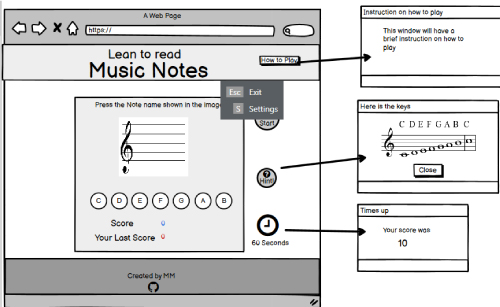 A Web Page
https://
Lean to read
Music Notes
How to Play
Esc Exit
S Settings
Press the Note name shown in the image
Start
Hint!
C D E F G A B
Score 0
Your Last Score 0
60 Seconds
Created by MM
Instruction on how to play
This window will have a
brief instruction on how to
play
Here is the keys
C D E F G A B C
Close
Times up
Your score was
10